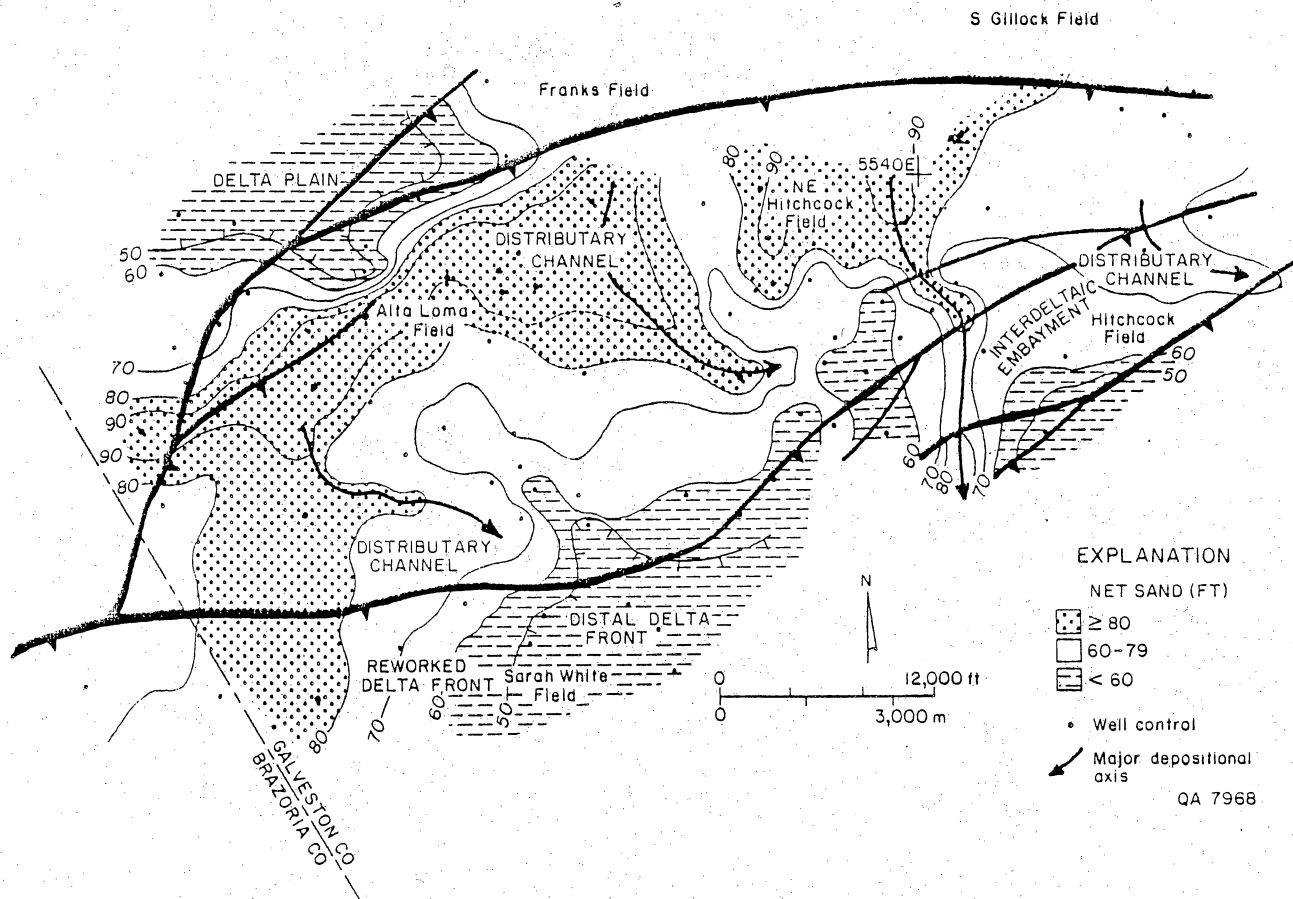 S Gillock Field
Franks Field
DELTA PLAIN
50
60
70
80
90
90
80
Alta Loma
Field
DISTRIBUTARY
CHANNEL
80
90
NE
Hitchcock
Field
5540E
90
DISTRIBUTARY
CHANNEL
INTERDELTAIC
EMBAYMENT
Hitchcock
Field
60
50
60
70
80
70
DISTRIBUTARY
CHANNEL
DISTAL DELTA
FRONT
REWORKED
DELTA FRONT
Sarah White
Field
80
70
60
50
GALVESTON CO
BRAZORIA CO
N
0
12,000 ft
0
3,000 m
EXPLANATION
NET SAND (FT)
≥ 80
60-79
< 60
Well control
Major depositional
axis
QA 7968